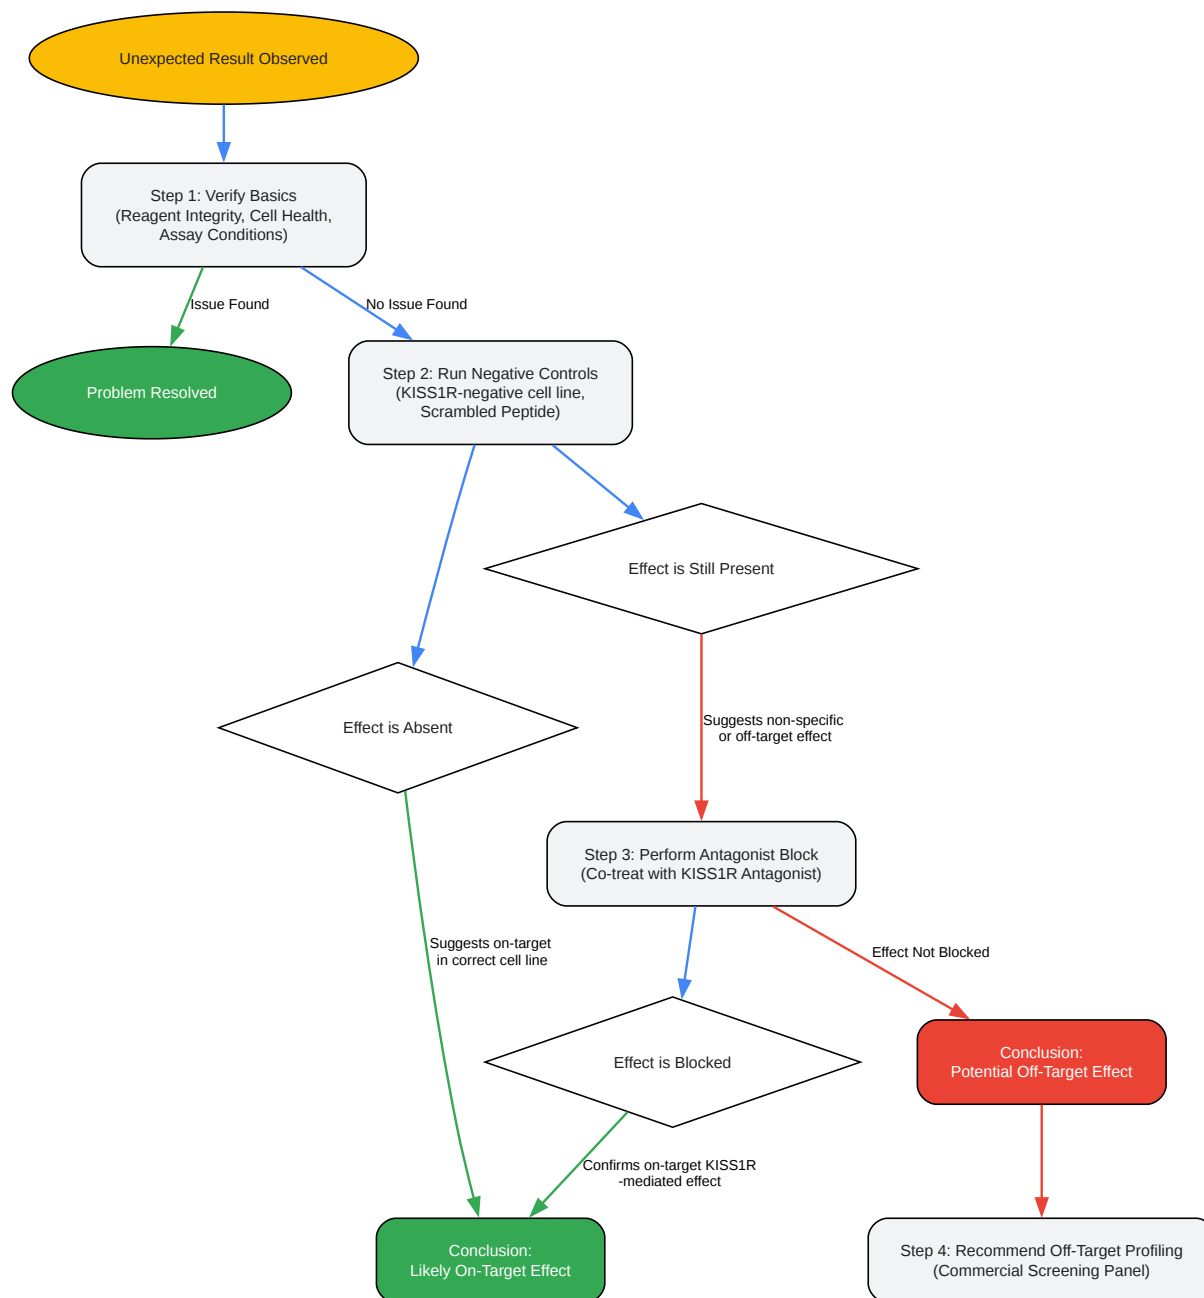 Unexpected Result Observed
Step 1: Verify Basics
(Reagent Integrity, Cell Health,
Assay Conditions)
Issue Found
No Issue Found
Problem Resolved
Step 2: Run Negative Controls
(KISS1R-negative cell line,
Scrambled Peptide)
Effect is Still Present
Effect is Absent
Suggests non-specific
or off-target effect
Step 3: Perform Antagonist Block
(Co-treat with KISS1R Antagonist)
Suggests on-target
in correct cell line
Effect Not Blocked
Effect is Blocked
Conclusion:
Potential Off-Target Effect
Confirms on-target KISS1R
-mediated effect
Conclusion:
Likely On-Target Effect
Step 4: Recommend Off-Target Profiling
(Commercial Screening Panel)